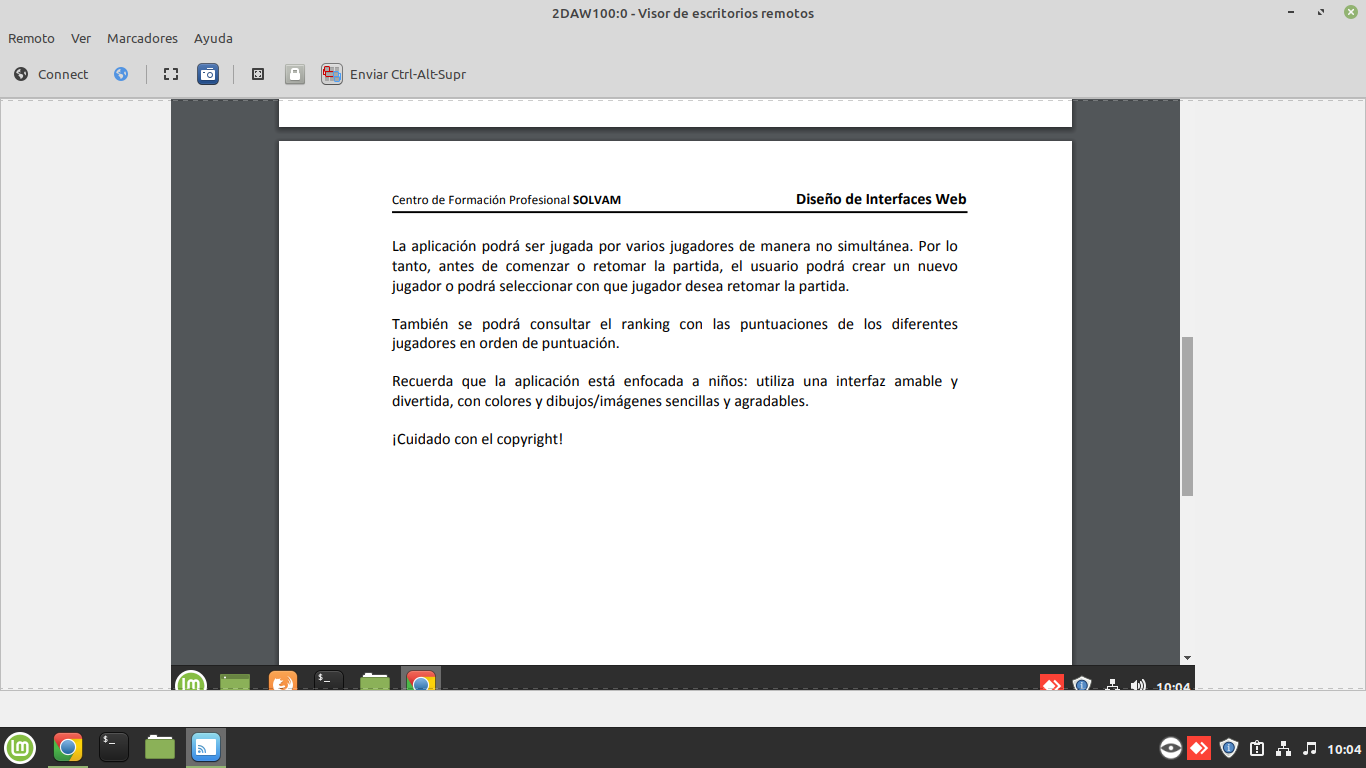 2DAW100:0 - Visor de escritorios remotos
Remoto Ver Marcadores Ayuda
Connect Enviar Ctrl-Alt-Supr
Centro de Formación Profesional SOLVAM Diseño de Interfaces Web
La aplicación podrá ser jugada por varios jugadores de manera no simultánea. Por lo
tanto, antes de comenzar o retomar la partida, el usuario podrá crear un nuevo
jugador o podrá seleccionar con que jugador desea retomar la partida.
También se podrá consultar el ranking con las puntuaciones de los diferentes
jugadores en orden de puntuación.
Recuerda que la aplicación está enfocada a niños: utiliza una interfaz amable y
divertida, con colores y dibujos/imágenes sencillas y agradables.
¡Cuidado con el copyright!
10:04
10:04